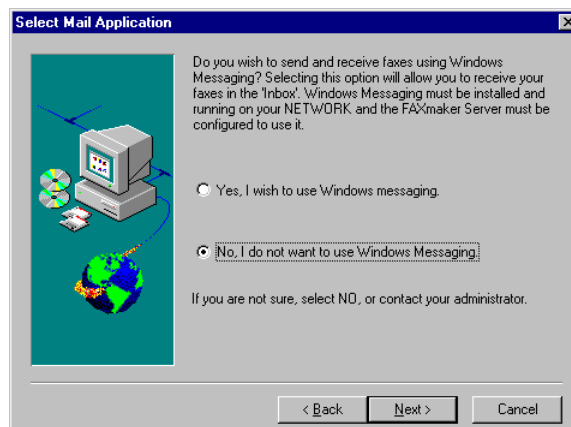 Select Mail Application
Do you wish to send and receive faxes using Windows
Messaging? Selecting this option will allow you to receive your
faxes in the 'Inbox'. Windows Messaging must be installed and
running on your NETWORK and the FAXmaker Server must be
configured to use it.
Yes, I wish to use Windows messaging.
No, I do not want to use Windows Messaging.
If you are not sure, select NO, or contact your administrator.
< Back
Next >
Cancel